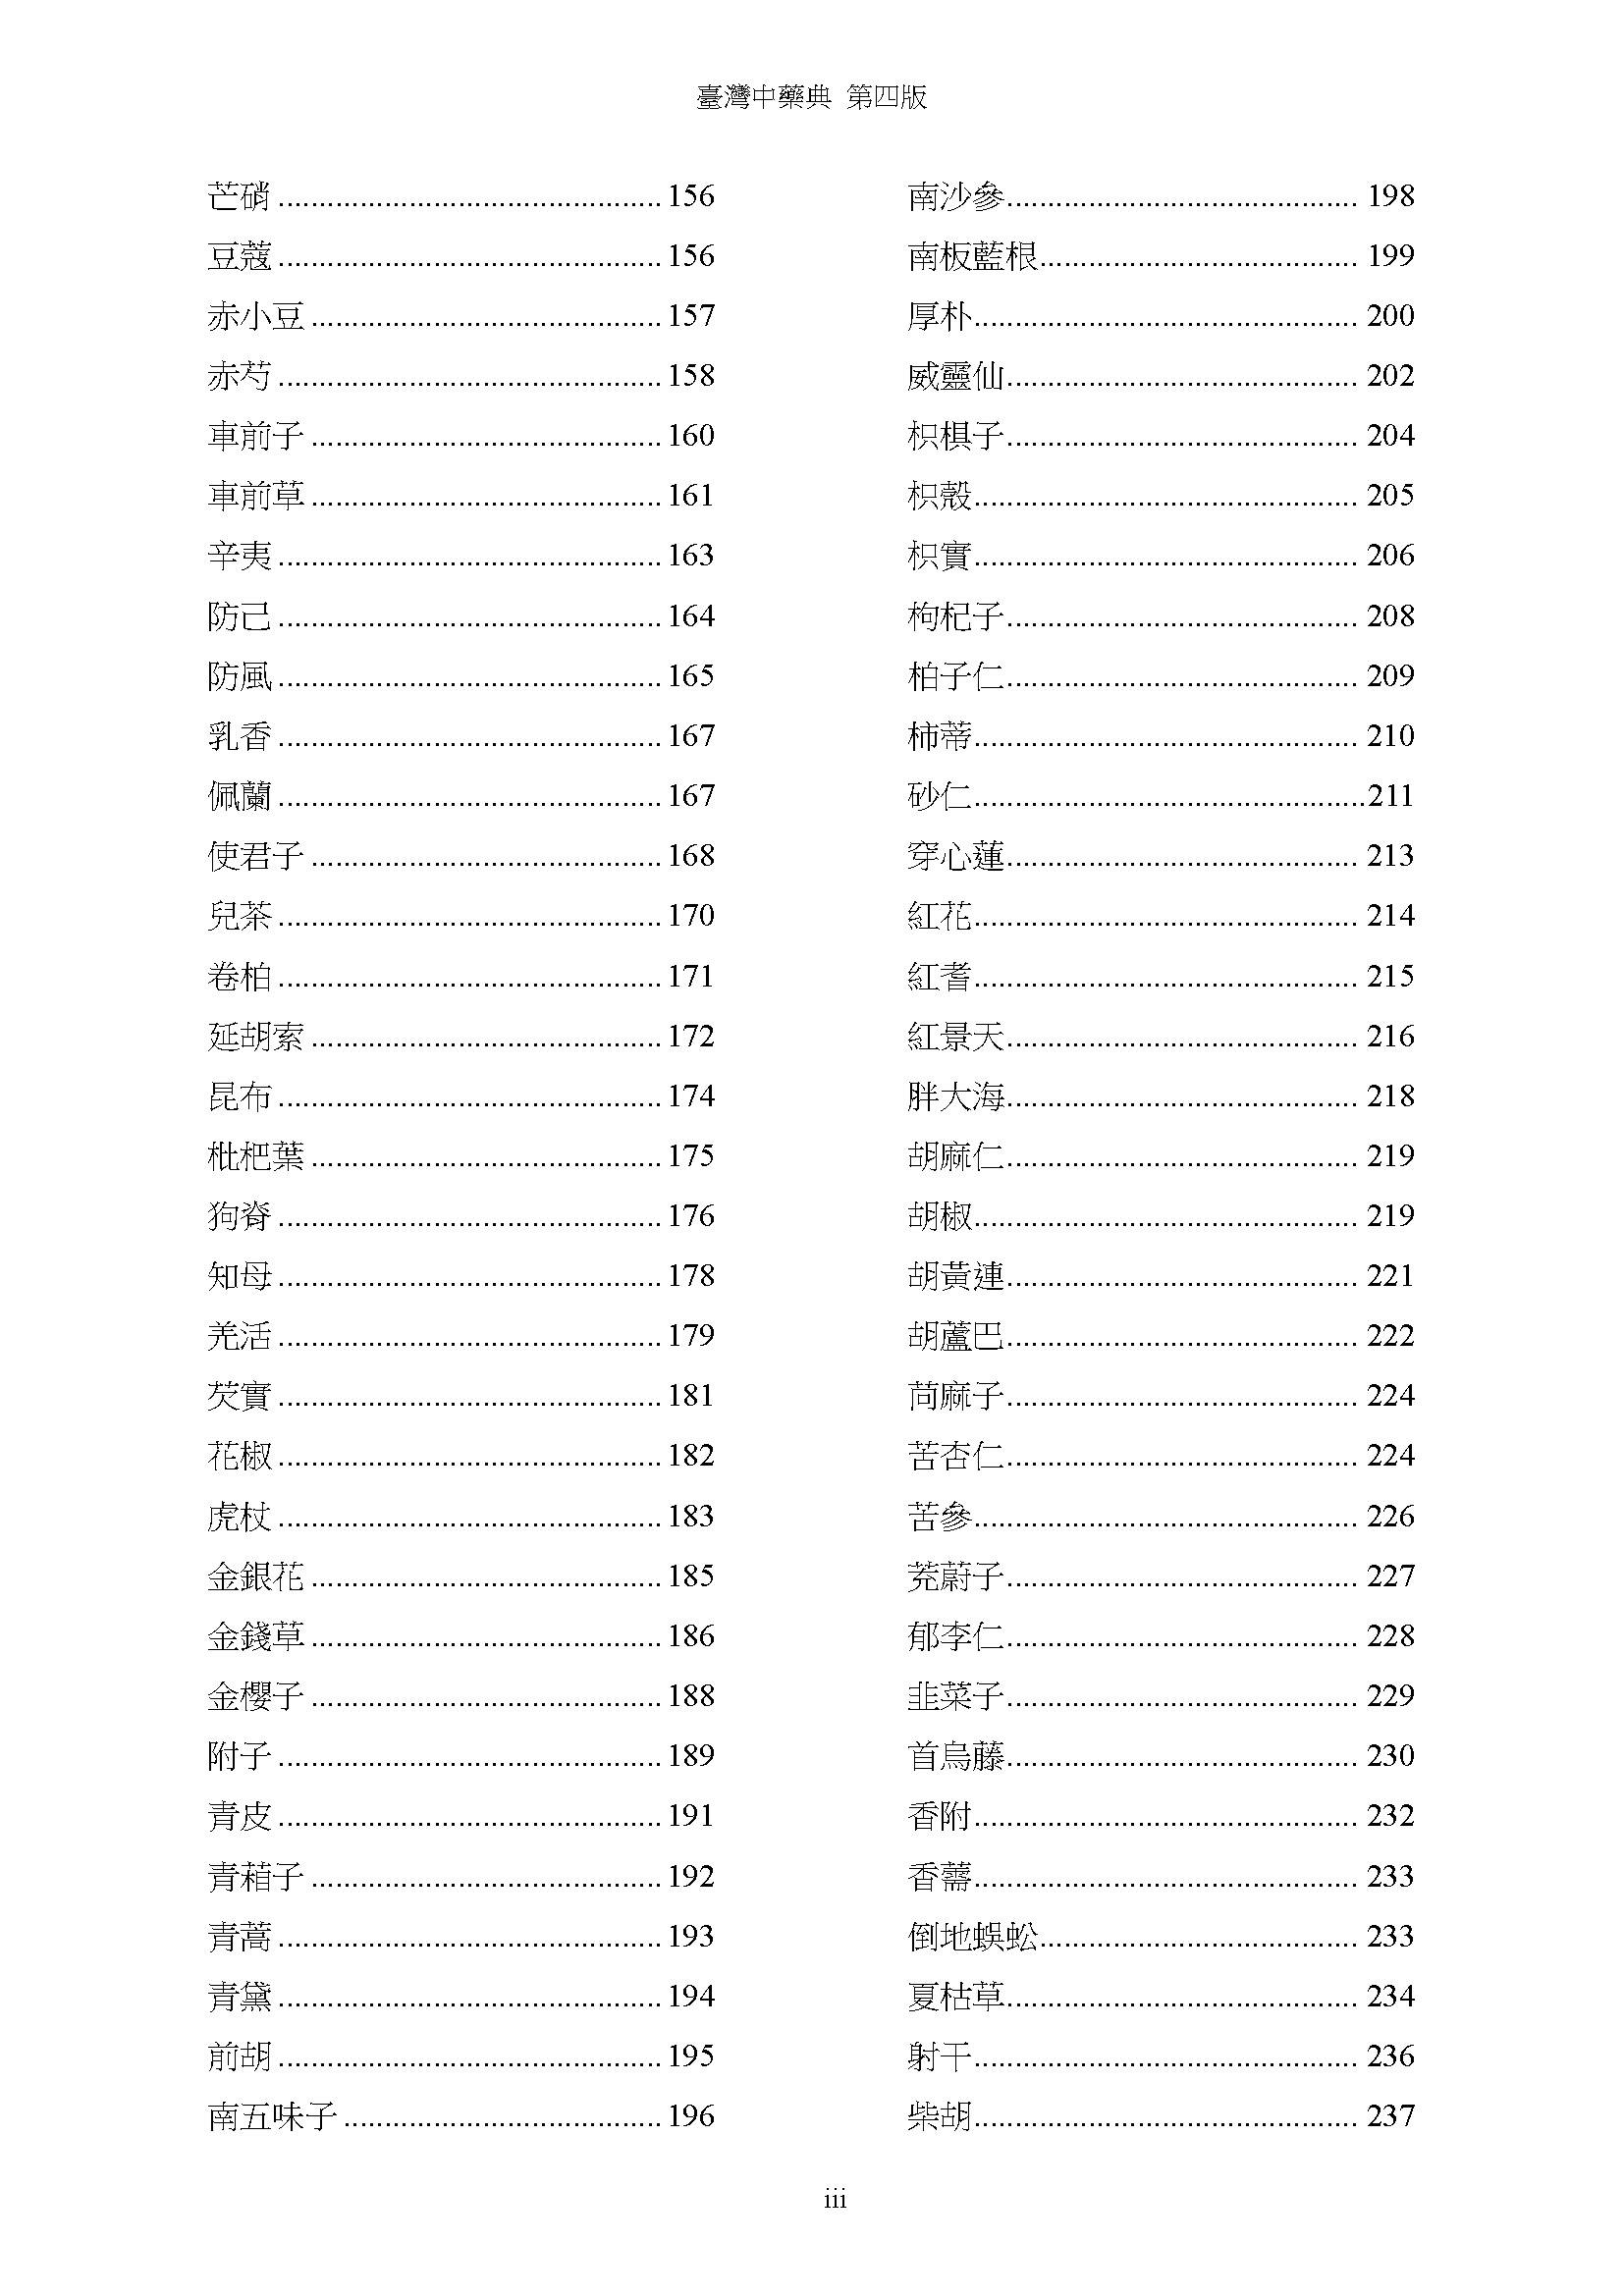 臺灣中藥典 第四版
芒硝 ............................................... 156
豆蔻 ............................................... 156
赤小豆 ........................................... 157
赤芍 ............................................... 158
車前子 ........................................... 160
車前草 ........................................... 161
辛夷 ............................................... 163
防己 ............................................... 164
防風 ............................................... 165
乳香 ............................................... 167
佩蘭 ............................................... 167
使君子 ........................................... 168
兒茶 ............................................... 170
卷柏 ............................................... 171
延胡索 ........................................... 172
昆布 ............................................... 174
枇杷葉 ........................................... 175
狗脊 ............................................... 176
知母 ............................................... 178
羌活 ............................................... 179
芡實 ............................................... 181
花椒 ............................................... 182
虎杖 ............................................... 183
金銀花 ........................................... 185
金錢草 ........................................... 186
金櫻子 ........................................... 188
附子 ............................................... 189
青皮 ............................................... 191
青葙子 ........................................... 192
青蒿 ............................................... 193
青黛 ............................................... 194
前胡 ............................................... 195
南五味子 ....................................... 196
南沙參........................................... 198
南板藍根....................................... 199
厚朴............................................... 200
威靈仙........................................... 202
枳椇子........................................... 204
枳殼............................................... 205
枳實............................................... 206
枸杞子........................................... 208
柏子仁........................................... 209
柿蒂............................................... 210
砂仁................................................211
穿心蓮........................................... 213
紅花............................................... 214
紅耆............................................... 215
紅景天........................................... 216
胖大海........................................... 218
胡麻仁........................................... 219
胡椒............................................... 219
胡黃連........................................... 221
胡蘆巴........................................... 222
苘麻子........................................... 224
苦杏仁........................................... 224
苦參............................................... 226
茺蔚子........................................... 227
郁李仁........................................... 228
韭菜子........................................... 229
首烏藤........................................... 230
香附............................................... 232
香薷............................................... 233
倒地蜈蚣....................................... 233
夏枯草........................................... 234
射干............................................... 236
柴胡............................................... 237
iii